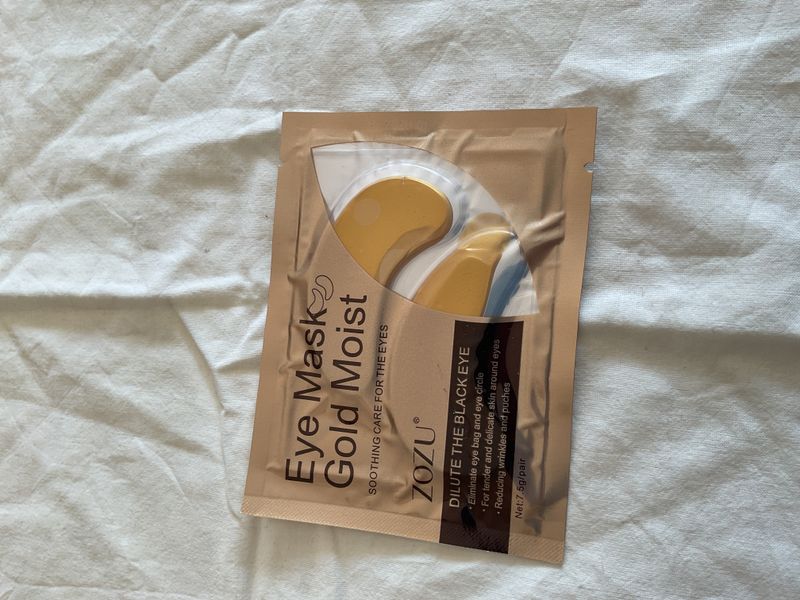 Eye Mask
Gold Moist
SOOTHING CARE FOR THE EYES
ZOZU®
DILUTE THE BLACK EYE
• Eliminate eye bag and eye circle
• For tender and delicate skin around eyes
• Reducing wrinkles and puches
Net:7.5g/pair